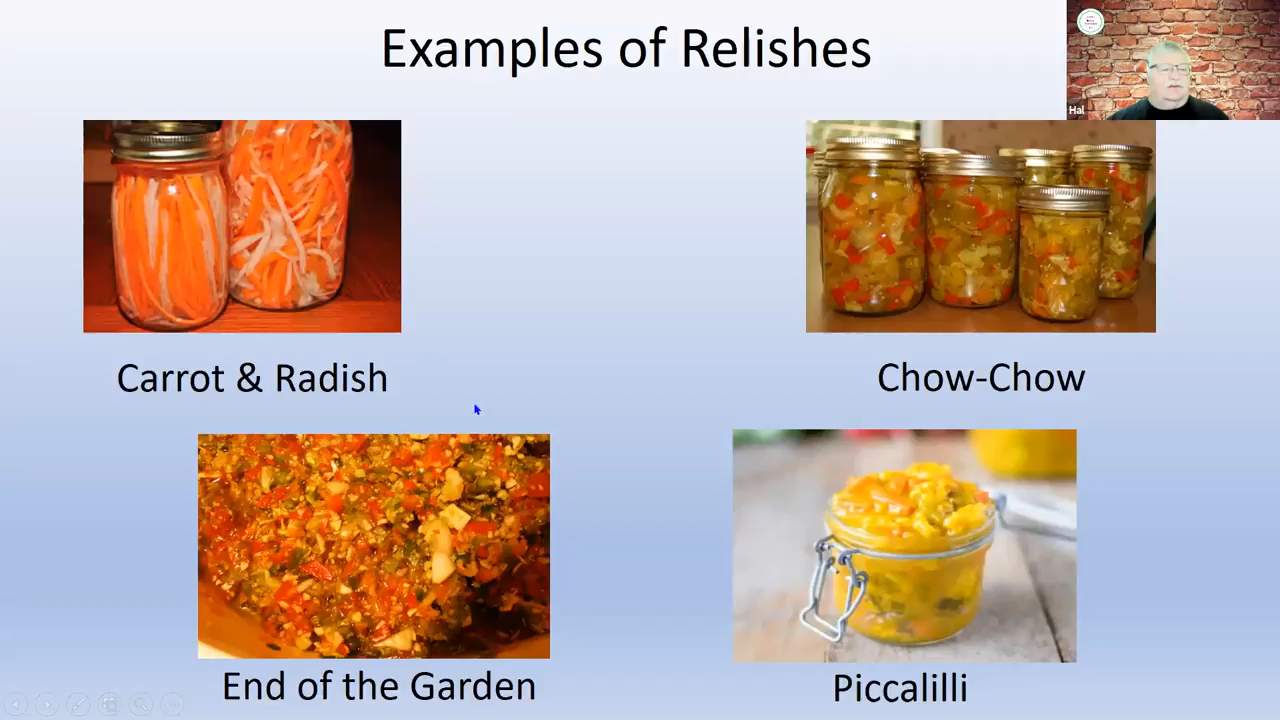 Examples of Relishes
Hal
Carrot & Radish
Chow-Chow
End of the Garden
Piccalilli